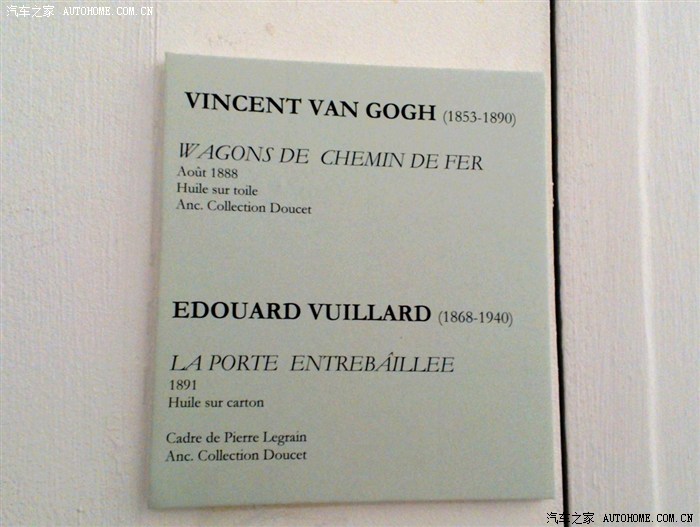 汽车之家 AUTOHOME.COM.CN
VINCENT VAN GOGH (1853-1890)
WAGONS DE CHEMIN DE FER
Août 1888
Huile sur toile
Anc. Collection Doucet
EDOUARD VUILLARD (1868-1940)
LA PORTE ENTREBÂILLEE
1891
Huile sur carton
Cadre de Pierre Legrain
Anc. Collection Doucet
汽车之家 AUTOHOME.COM.CN